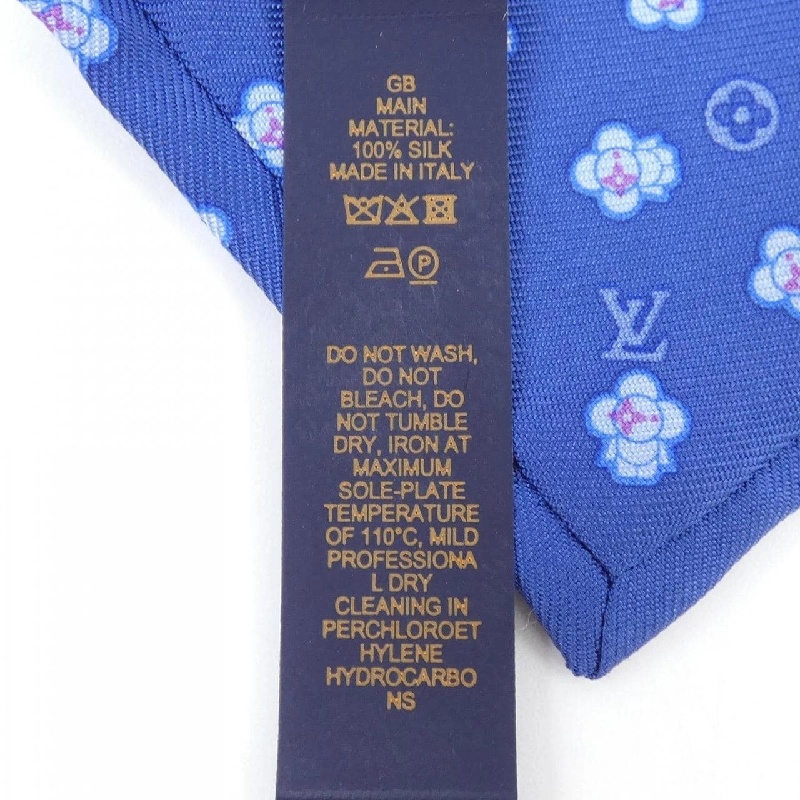 GB
MAIN
MATERIAL:
100% SILK
MADE IN ITALY
P
DO NOT WASH,
DO NOT
BLEACH, DO
NOT TUMBLE
DRY, IRON AT
MAXIMUM
SOLE-PLATE
TEMPERATURE
OF 110°C, MILD
PROFESSIONA
L DRY
CLEANING IN
PERCHLOROET
HYLENE
HYDROCARBO
NS
LV